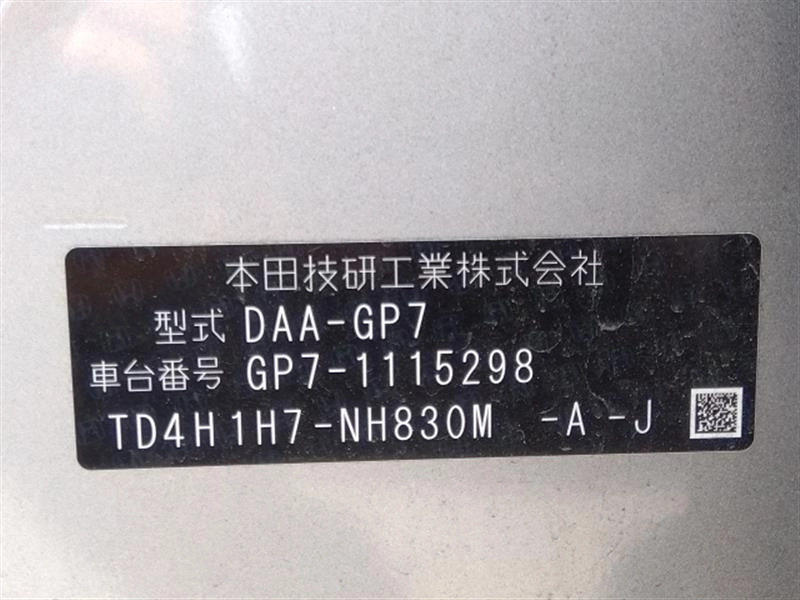 本田技研工業株式会社
型式 DAA-GP7
車台番号 GP7-1115298
TD4H1H7-NH830M -A -J